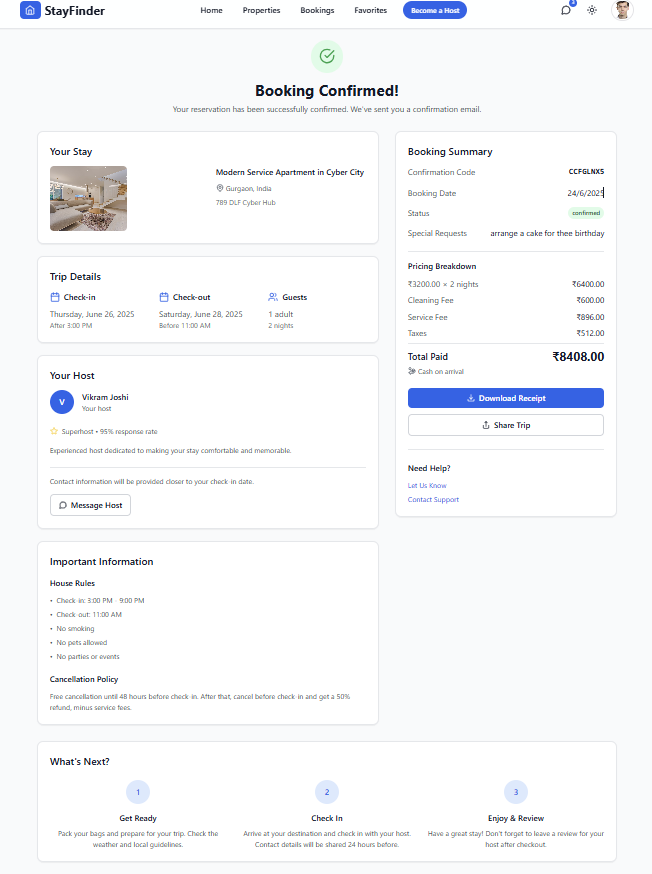 StayFinder
Home Properties Bookings Favorites Become a Host
Booking Confirmed!
Your reservation has been successfully confirmed. We've sent you a confirmation email.
Your Stay
Modern Service Apartment in Cyber City
Gurgaon, India
789 DLF Cyber Hub
Trip Details
Check-in Check-out Guests
Thursday, June 26, 2025 Saturday, June 28, 2025 1 adult
After 3:00 PM Before 11:00 AM 2 nights
Your Host
V
Vikram Joshi
Your host
Superhost • 95% response rate
Experienced host dedicated to making your stay comfortable and memorable.
Contact information will be provided closer to your check-in date.
Message Host
Important Information
House Rules
• Check-in: 3:00 PM - 9:00 PM
• Check-out: 11:00 AM
• No smoking
• No pets allowed
• No parties or events
Cancellation Policy
Free cancellation until 48 hours before check-in. After that, cancel before check-in and get a 50%
refund, minus service fees.
Booking Summary
Confirmation Code CCFGLNX5
Booking Date 24/6/2025
Status confirmed
Special Requests arrange a cake for thee birthday
Pricing Breakdown
₹3200.00 × 2 nights ₹6400.00
Cleaning Fee ₹600.00
Service Fee ₹896.00
Taxes ₹512.00
Total Paid ₹8408.00
Cash on arrival
Download Receipt
Share Trip
Need Help?
Let Us Know
Contact Support
What's Next?
1 2 3
Get Ready Check In Enjoy & Review
Pack your bags and prepare for your trip. Check the Arrive at your destination and check in with your host. Have a great stay! Don't forget to leave a review for your
weather and local guidelines. Contact details will be shared 24 hours before. host after checkout.